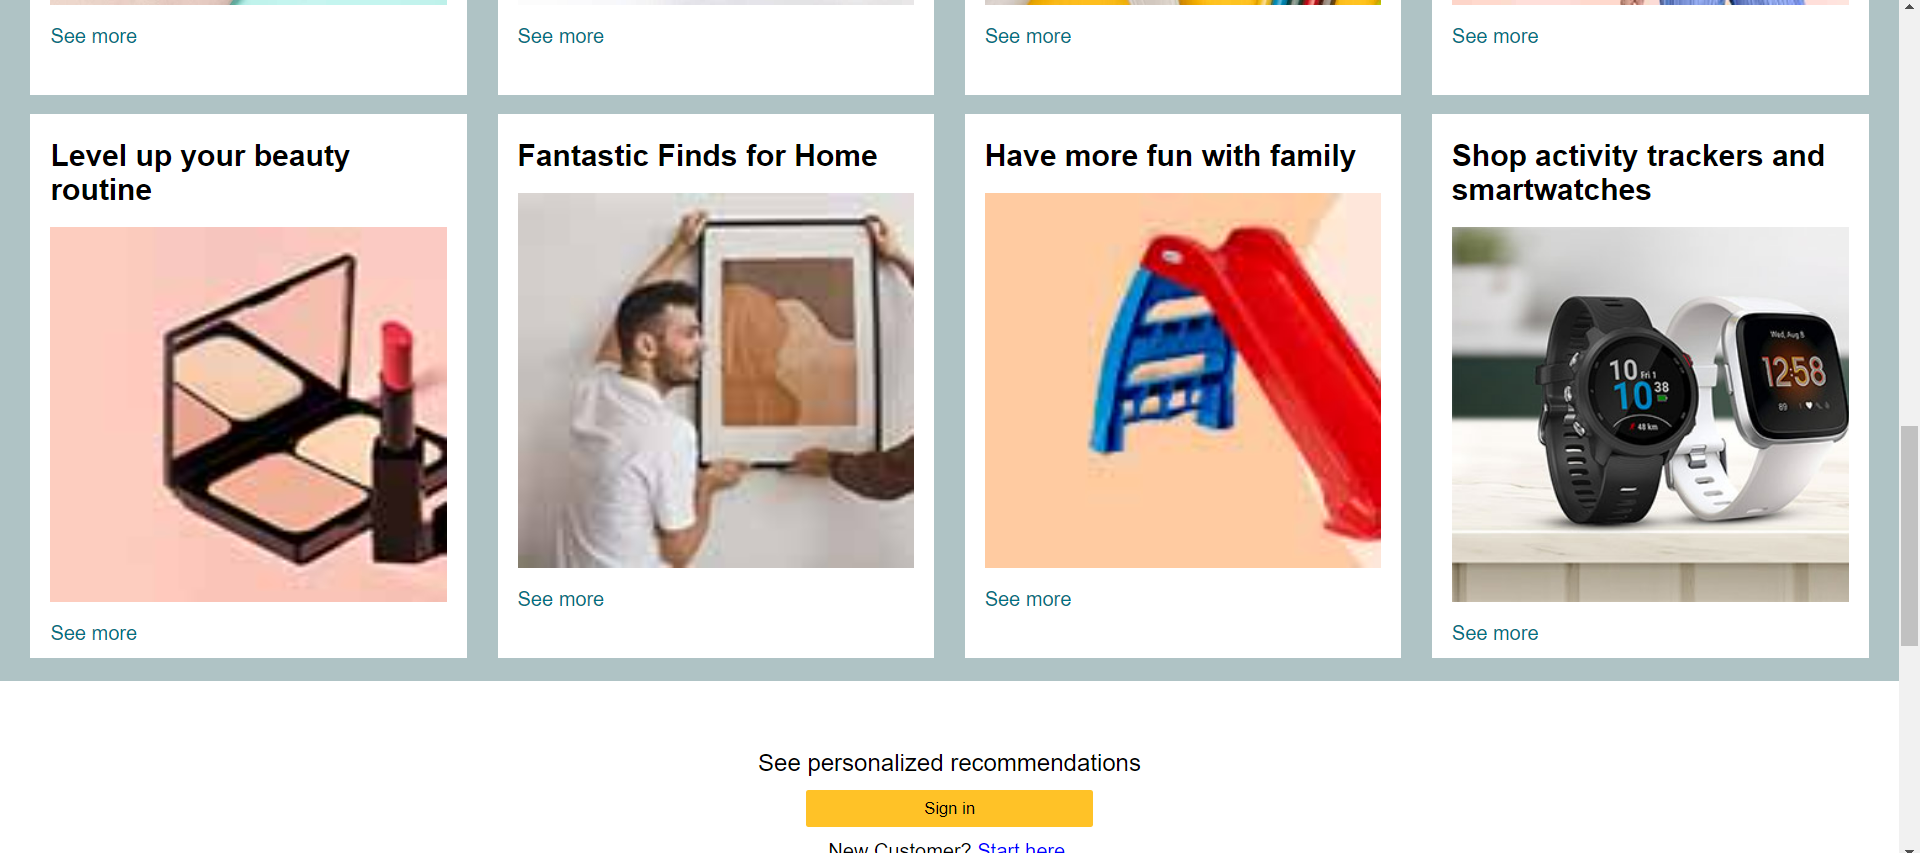 See more
See more
See more
See more
Level up your beauty
routine
Fantastic Finds for Home
Have more fun with family
Shop activity trackers and
smartwatches
10 Fri 1
10 38
48 km
Wed, Aug 8
12:58
89
See more
See more
See more
See more
See personalized recommendations
Sign in
New Customer? Start here